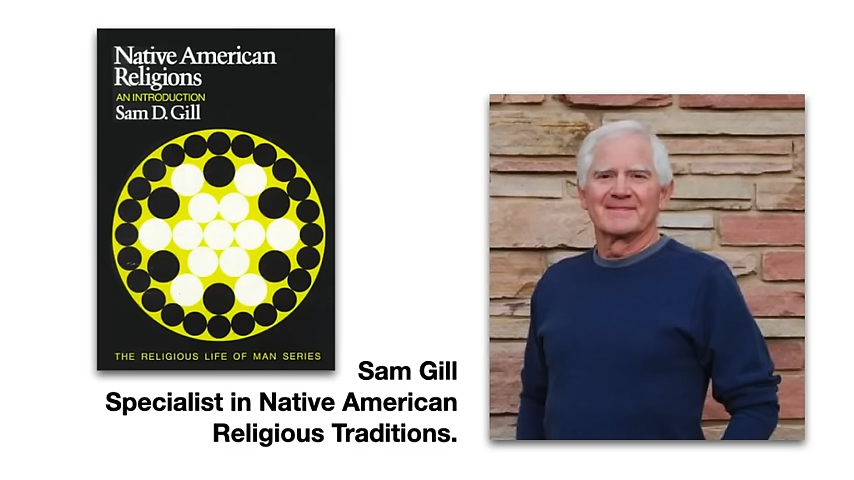 Native American
Religions
AN INTRODUCTION
Sam D. Gill
THE RELIGIOUS LIFE OF MAN SERIES
Sam Gill
Specialist in Native American
Religious Traditions.